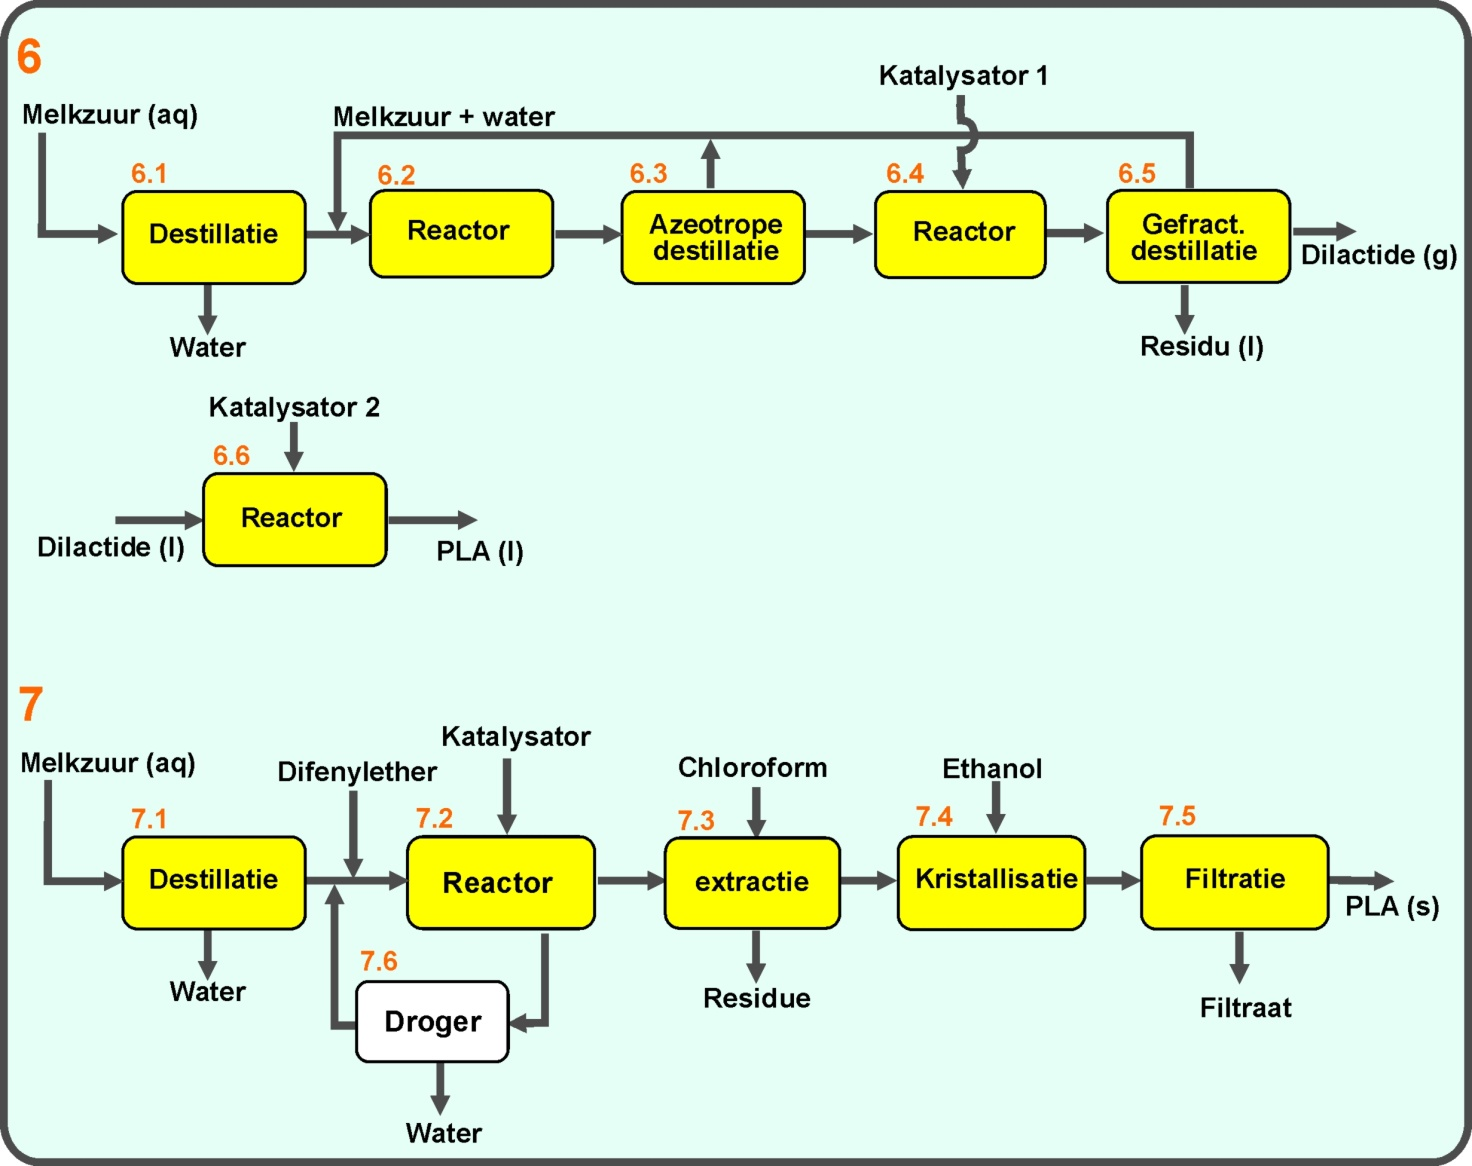 6
Katalysator 1
Melkzuur (aq)
Melkzuur + water
6.1
6.2
6.3
6.4
6.5
Destillatie
Reactor
Azeotrope
destillatie
Reactor
Gefract.
destillatie
Dilactide (g)
Water
Residu (l)
Katalysator 2
6.6
Reactor
Dilactide (l)
PLA (l)
7
Katalysator
Melkzuur (aq)
Difenylether
Chloroform
Ethanol
7.1
7.2
7.3
7.4
7.5
Destillatie
Reactor
extractie
Kristallisatie
Filtratie
PLA (s)
7.6
Water
Droger
Residue
Filtraat
Water